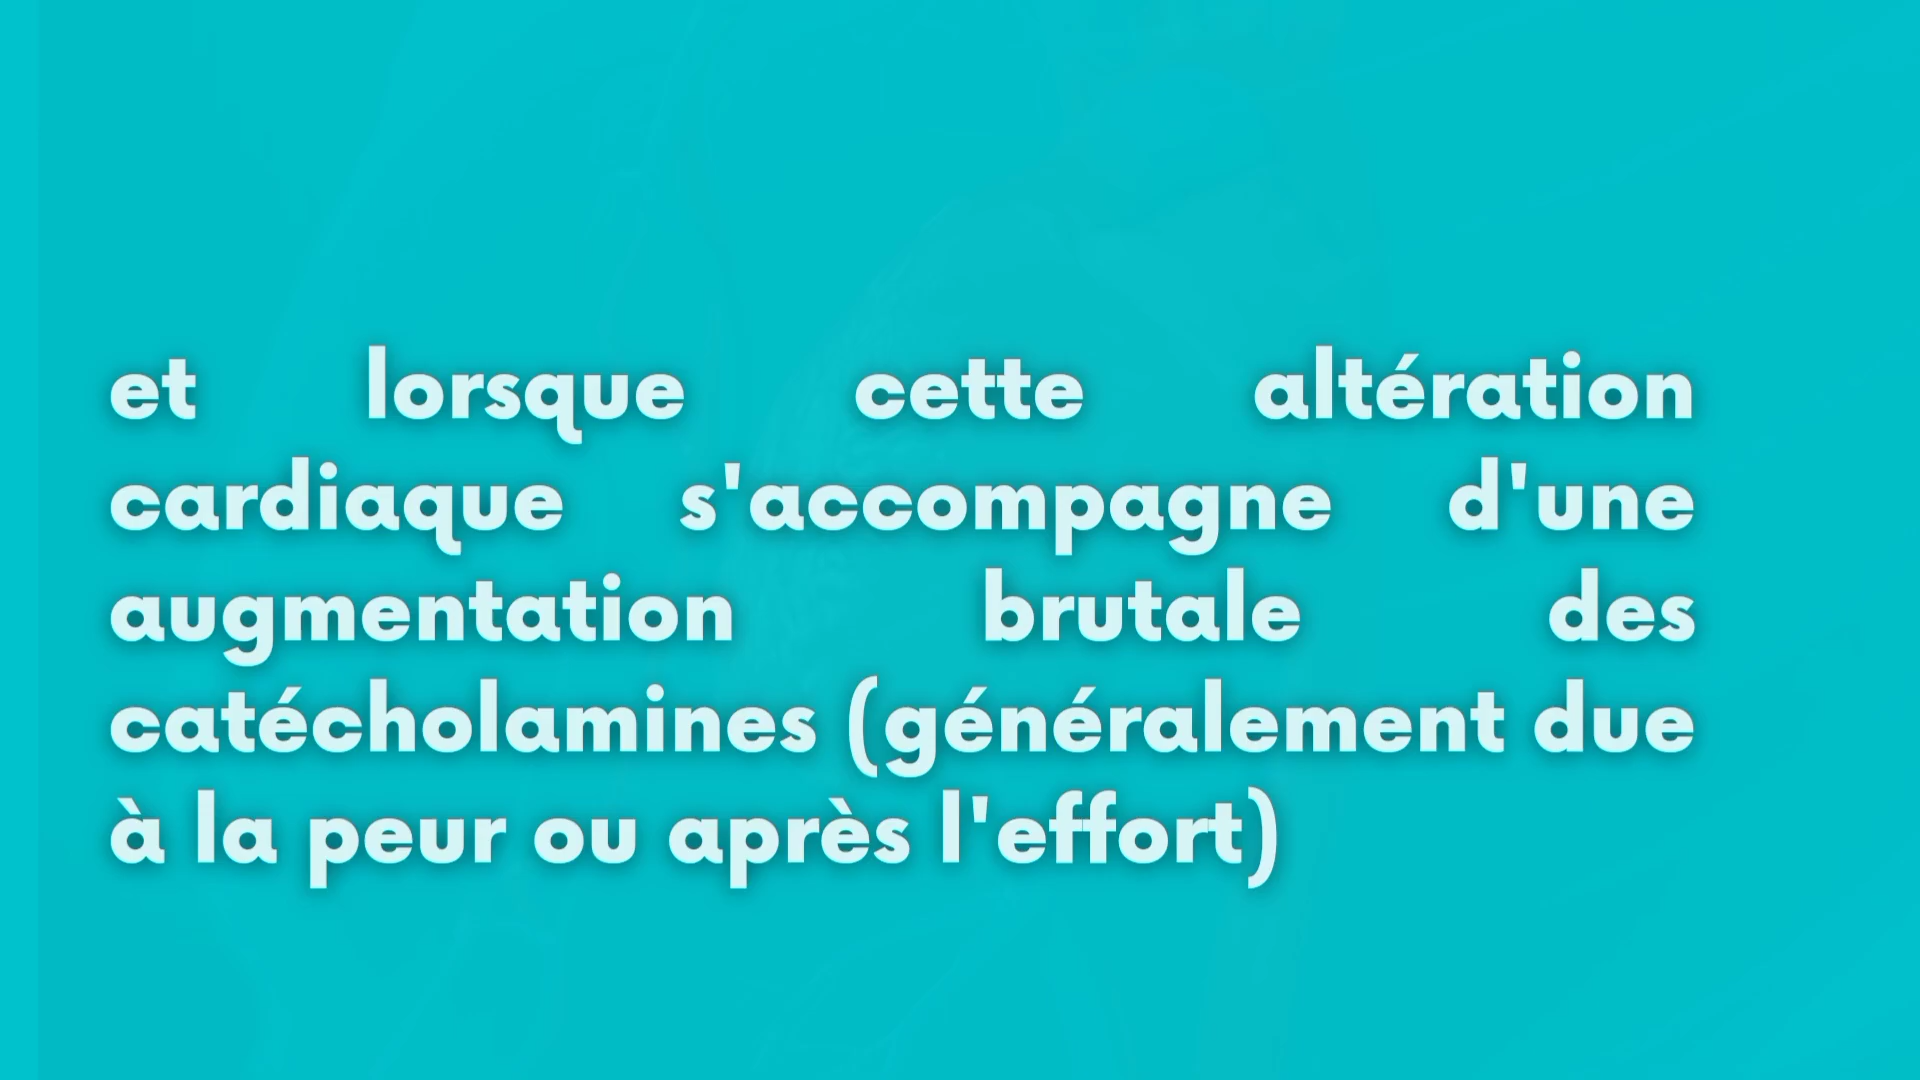 et lorsque cette altération
cardiaque s'accompagne d'une
augmentation brutale des
catécholamines (généralement due
à la peur ou après l'effort)